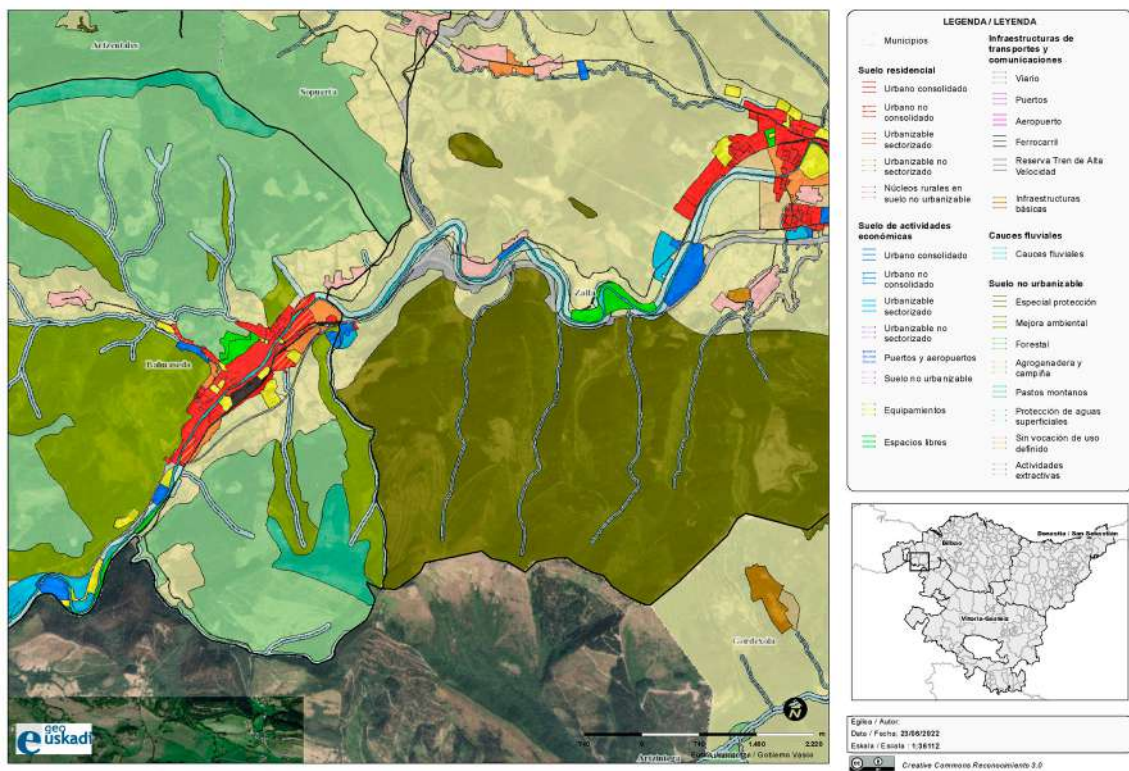 Artzentales
Sopuerta
Zalla
Balmaseda
Gordexola
Artziniega
geo
euskadi
N
m
740
0
740
1.480
2.220
LEGENDA / LEYENDA
Municipios
Suelo residencial
Urbano consolidado
Urbano no
consolidado
Urbanizable
sectorizado
Urbanizable no
sectorizado
Núcleos rurales en
suelo no urbanizable
Suelo de actividades
económicas
Urbano consolidado
Urbano no
consolidado
Urbanizable
sectorizado
Urbanizable no
sectorizado
Puertos y aeropuertos
Suelo no urbanizable
Equipamientos
Espacios libres
Infraestructuras de
transportes y
comunicaciones
Viario
Puertos
Aeropuerto
Ferrocarril
Reserva Tren de Alta
Velocidad
Infraestructuras
básicas
Cauces fluviales
Cauces fluviales
Suelo no urbanizable
Especial protección
Mejora ambiental
Forestal
Agroganadera y
campiña
Pastos montanos
Protección de aguas
superficiales
Sin vocación de uso
definido
Actividades
extractivas
Bilbao
Donostia / San Sebastián
Vitoria-Gasteiz
Egilea / Autor:
Data / Fecha: 23/06/2022
Eskala / Escala : 1:36112
Creative Commons Reconocimiento 3.0